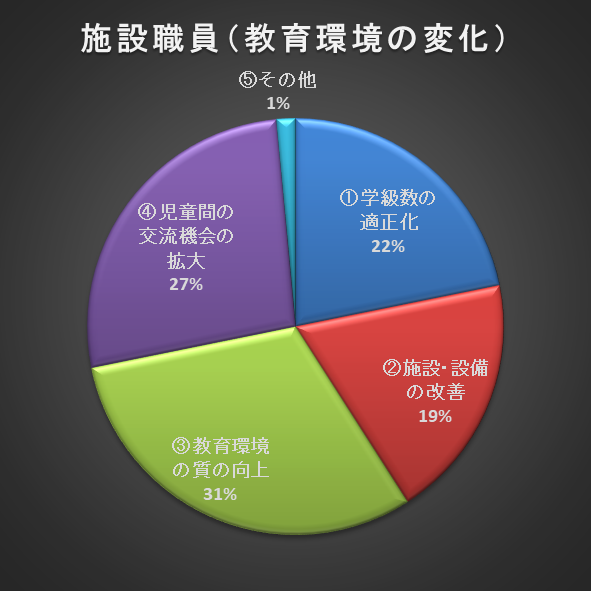 施設職員（教育環境の変化）
⑤その他
1%
①学級数の
適正化
22%
④児童間の
交流機会の
拡大
27%
②施設・設備
の改善
19%
③教育環境
の質の向上
31%